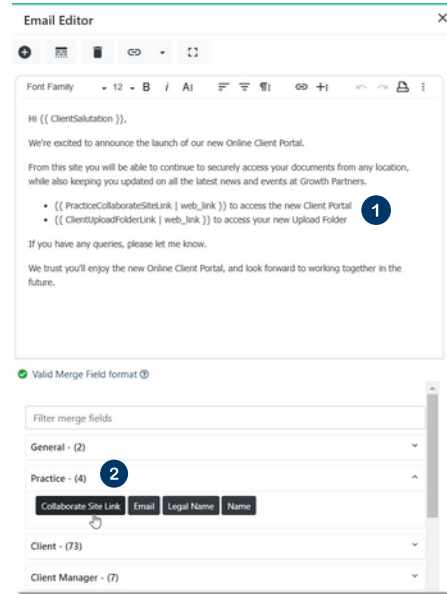 Email Editor
Font Family 12 B i A
Hi {{ ClientSalutation }},
We're excited to announce the launch of our new Online Client Portal.
From this site you will be able to continue to securely access your documents from any location,
while also keeping you updated on all the latest news and events at Growth Partners.
• {{ PracticeCollaborateSiteLink | web_link }} to access the new Client Portal
• {{ ClientUploadFolderLink | web_link }} to access your new Upload Folder
1
If you have any queries, please let me know.
We trust you'll enjoy the new Online Client Portal, and look forward to working together in the
future.
Valid Merge Field format
Filter merge fields
General - (2)
Practice - (4)
2
Collaborate Site Link Email Legal Name Name
Client - (73)
Client Manager - (7)